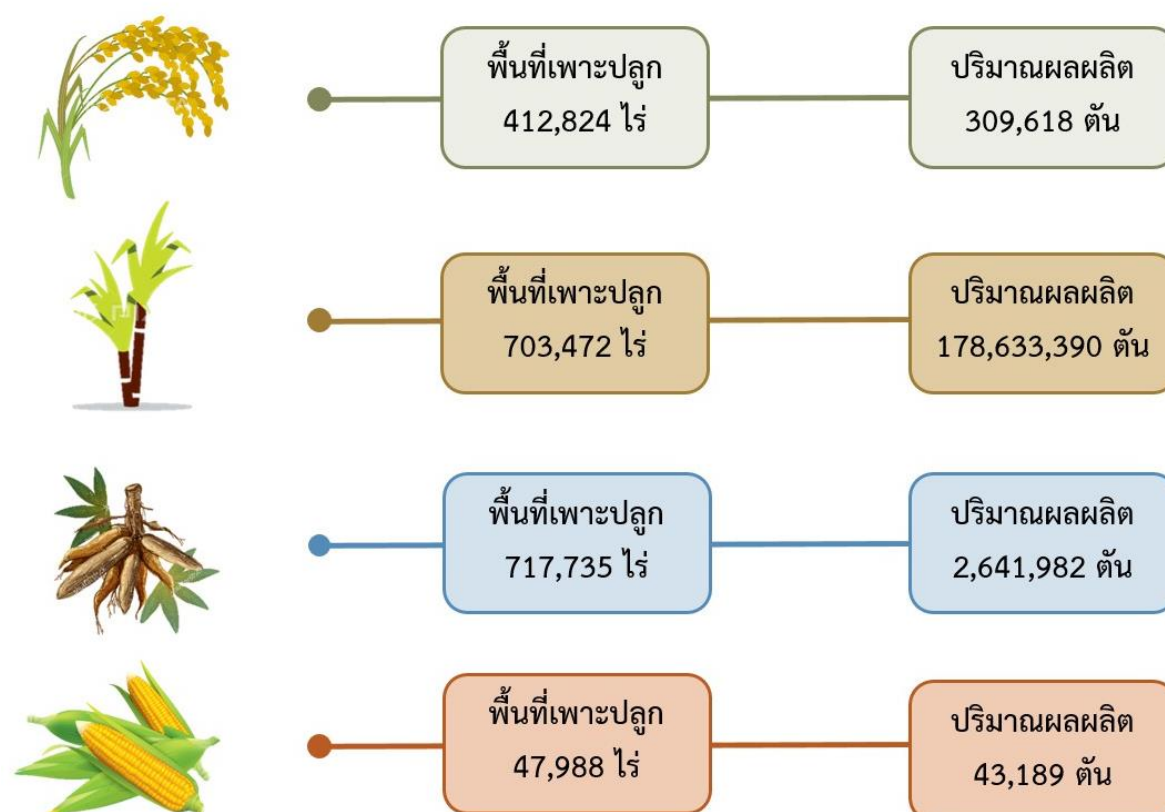 พื้นที่เพาะปลูก
412,824 ไร่
ปริมาณผลผลิต
309,618 ตัน
พื้นที่เพาะปลูก
703,472 ไร่
ปริมาณผลผลิต
178,633,390 ตัน
พื้นที่เพาะปลูก
717,735 ไร่
ปริมาณผลผลิต
2,641,982 ตัน
พื้นที่เพาะปลูก
47,988 ไร่
ปริมาณผลผลิต
43,189 ตัน